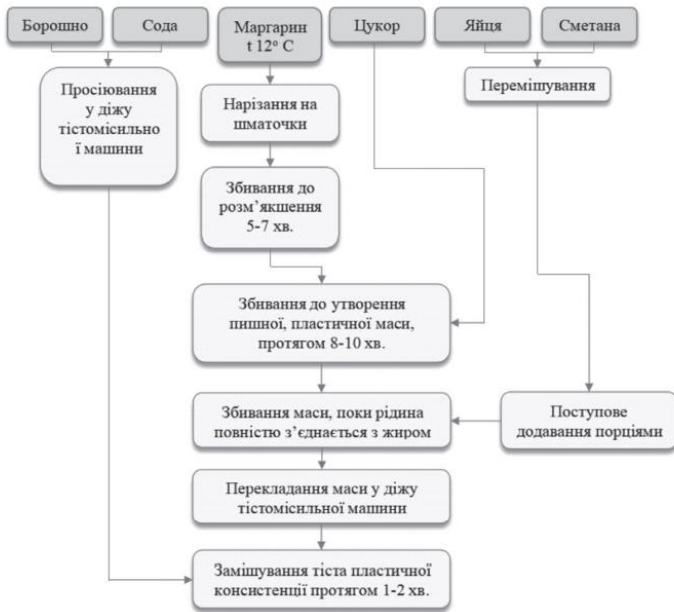 Борошно
Сода
Маргарин
t 12º C
Цукор
Яйця
Сметана
Просіювання
у діжу
тістомісильно
ї машини
Нарізання на
шматочки
Перемішування
Збивання до
розм’якшення
5-7 хв.
Збивання до утворення
пишної, пластичної маси,
протягом 8-10 хв.
Збивання маси, поки рідина
повністю з’єднається з жиром
Поступове
додавання порціями
Перекладання маси у діжу
тістомісильної машини
Замішування тіста пластичної
консистенції протягом 1-2 хв.